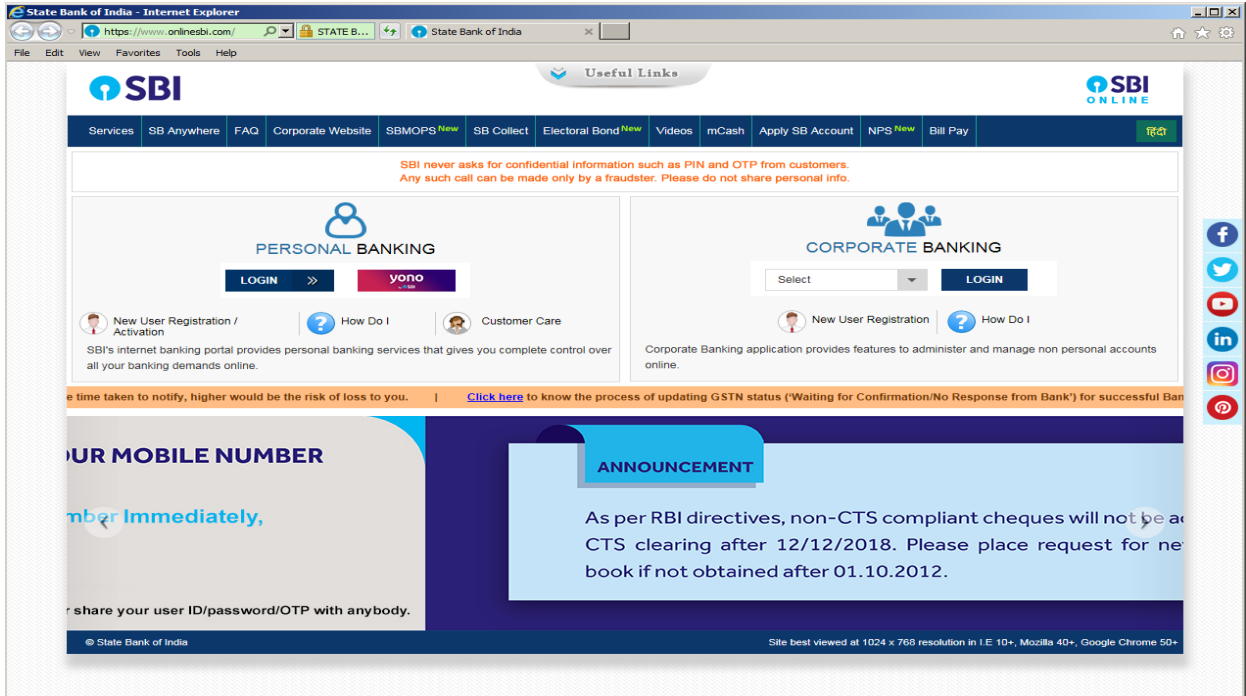 State Bank of India - Internet Explorer
https://www.onlinesbi.com/ STATE B... State Bank of India
File Edit View Favorites Tools Help
Useful Links
SBI
SBI
ONLINE
Services SB Anywhere FAQ Corporate Website SBMOPS New SB Collect Electoral Bond New Videos mCash Apply SB Account NPS New Bill Pay हिंदी
SBI never asks for confidential information such as PIN and OTP from customers.
Any such call can be made only by a fraudster. Please do not share personal info.
PERSONAL BANKING
LOGIN » yono
SBI
New User Registration /
Activation
How Do I
Customer Care
SBI's internet banking portal provides personal banking services that gives you complete control over
all your banking demands online.
CORPORATE BANKING
Select LOGIN
New User Registration
How Do I
Corporate Banking application provides features to administer and manage non personal accounts
online.
e time taken to notify, higher would be the risk of loss to you. | Click here to know the process of updating GSTN status ('Waiting for Confirmation/No Response from Bank') for successful Ban
OUR MOBILE NUMBER
mber Immediately,
r share your user ID/password/OTP with anybody.
ANNOUNCEMENT
As per RBI directives, non-CTS compliant cheques will not be ac
CTS clearing after 12/12/2018. Please place request for ne
book if not obtained after 01.10.2012.
© State Bank of India
Site best viewed at 1024 x 768 resolution in I.E 10+, Mozilla 40+, Google Chrome 50+